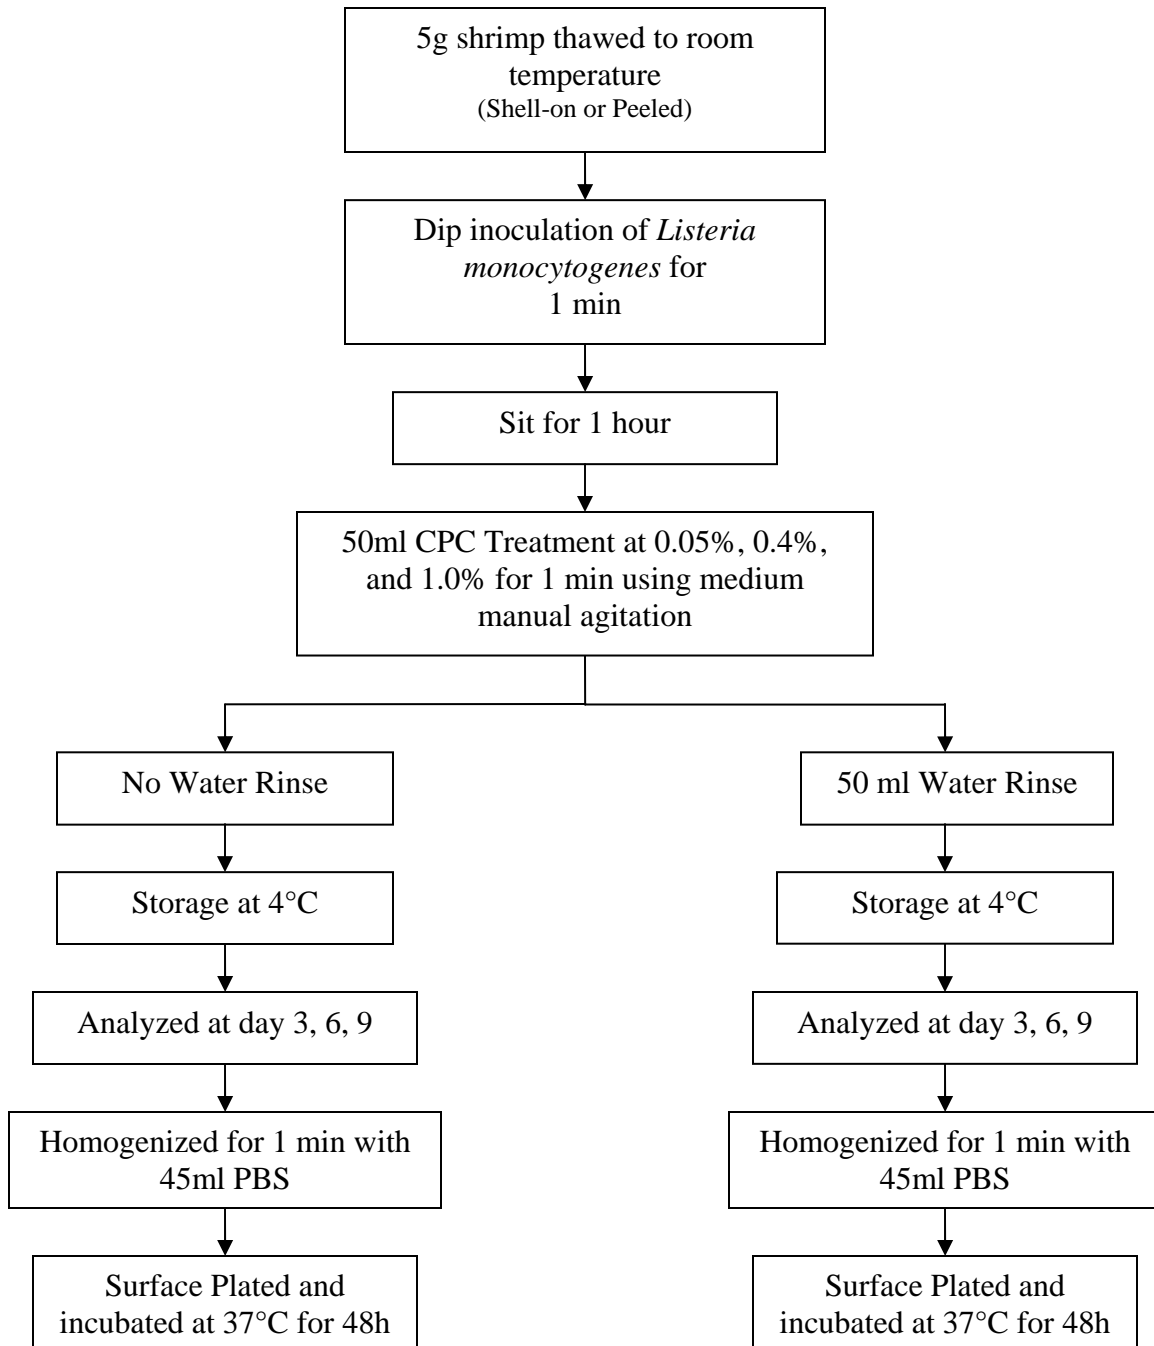 5g shrimp thawed to room
temperature
(Shell-on or Peeled)
Dip inoculation of Listeria
monocytogenes for
1 min
Sit for 1 hour
50ml CPC Treatment at 0.05%, 0.4%,
and 1.0% for 1 min using medium
manual agitation
No Water Rinse
Storage at 4°C
Analyzed at day 3, 6, 9
Homogenized for 1 min with
45ml PBS
Surface Plated and
incubated at 37°C for 48h
50 ml Water Rinse
Storage at 4°C
Analyzed at day 3, 6, 9
Homogenized for 1 min with
45ml PBS
Surface Plated and
incubated at 37°C for 48h